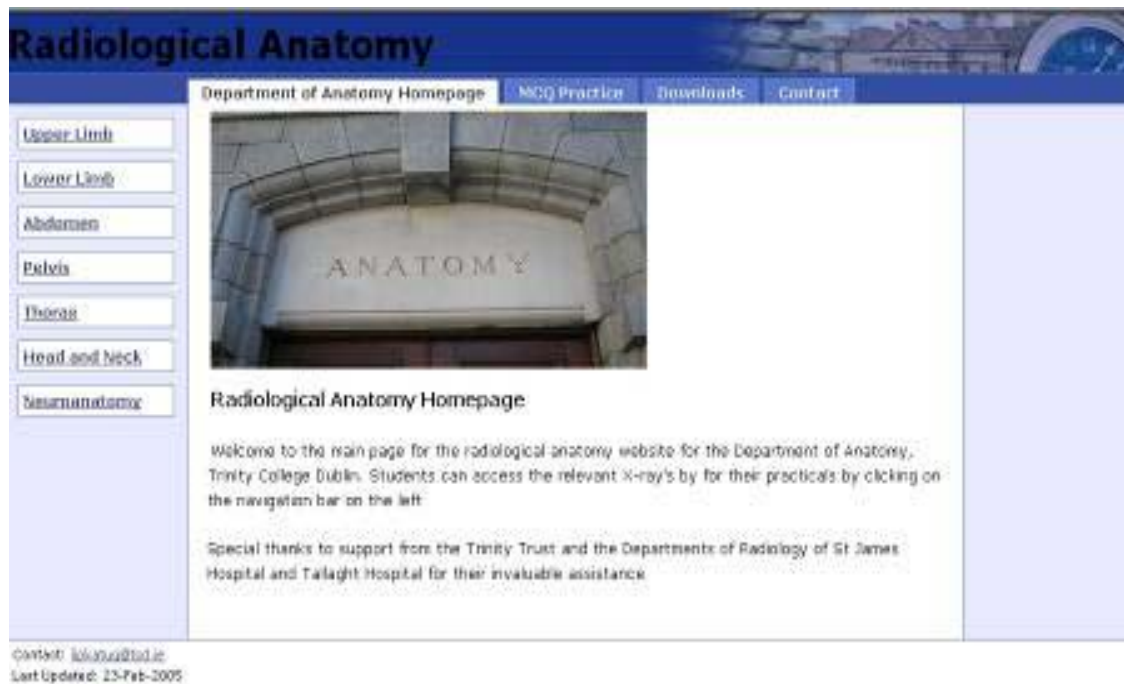 Radiological Anatomy
Department of Anatomy Homepage MCQ Practice Downloads Contact
Upper Limb
Lower Limb
Abdomen
Pelvis
Thorax
Head and Neck
Neuroanatomy
ANATOMY
Radiological Anatomy Homepage
Welcome to the main page for the radiological anatomy website for the Department of Anatomy,
Trinity College Dublin. Students can access the relevant X-ray's by for their practicals by clicking on
the navigation bar on the left
Special thanks to support from the Trinity Trust and the Departments of Radiology of St James
Hospital and Tallaght Hospital for their invaluable assistance
Contact:
Last Updated: 23-Feb-2005